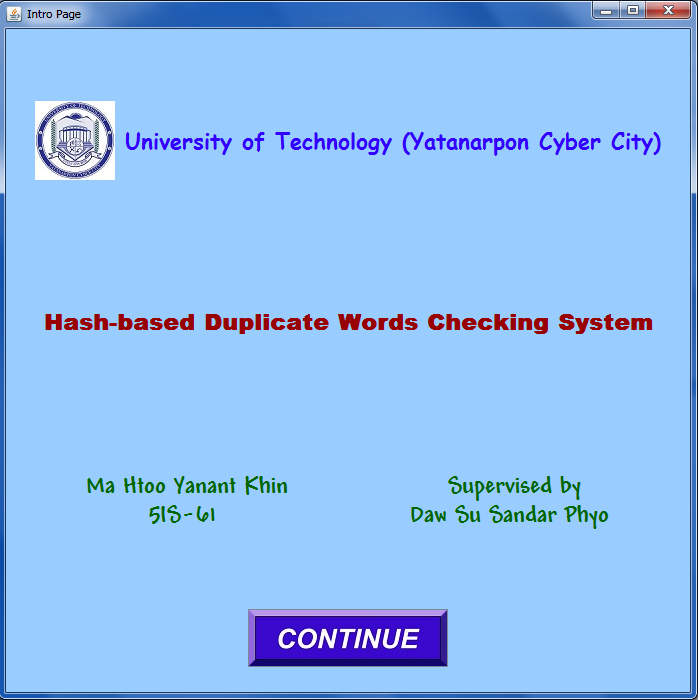 Intro Page
University of Technology (Yatanarpon Cyber City)
Hash-based Duplicate Words Checking System
Ma Htoo Yanant Khin
5IS-61
Supervised by
Daw Su Sandar Phyo
CONTINUE